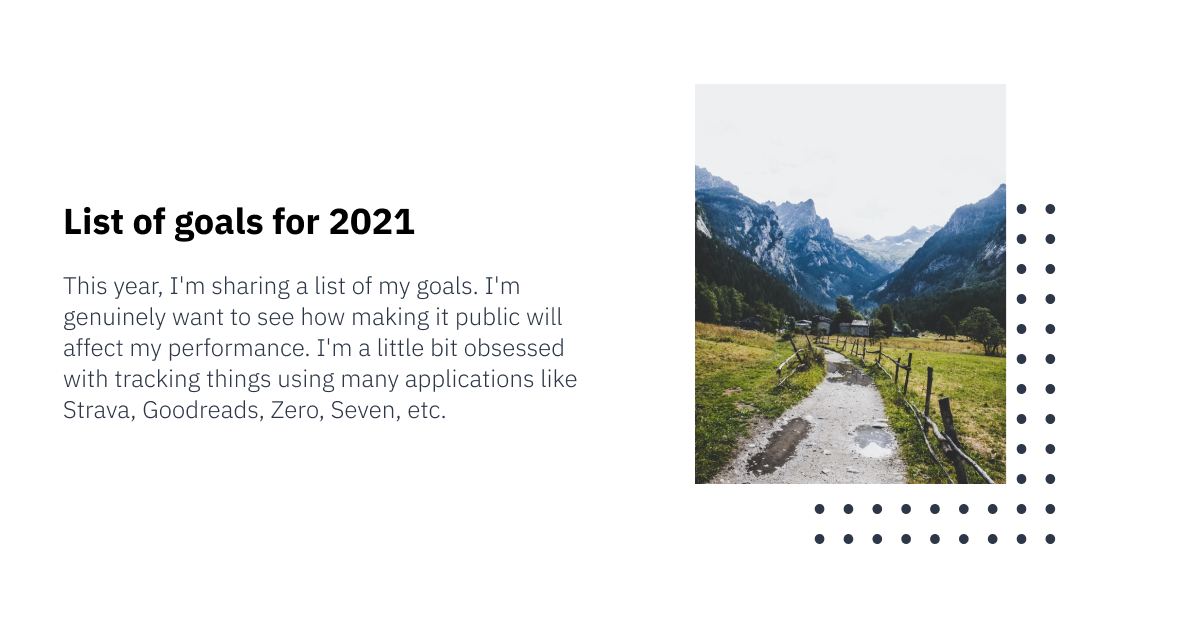 List of goals for 2021
This year, I'm sharing a list of my goals. I'm
genuinely want to see how making it public will
affect my performance. I'm a little bit obsessed
with tracking things using many applications like
Strava, Goodreads, Zero, Seven, etc.